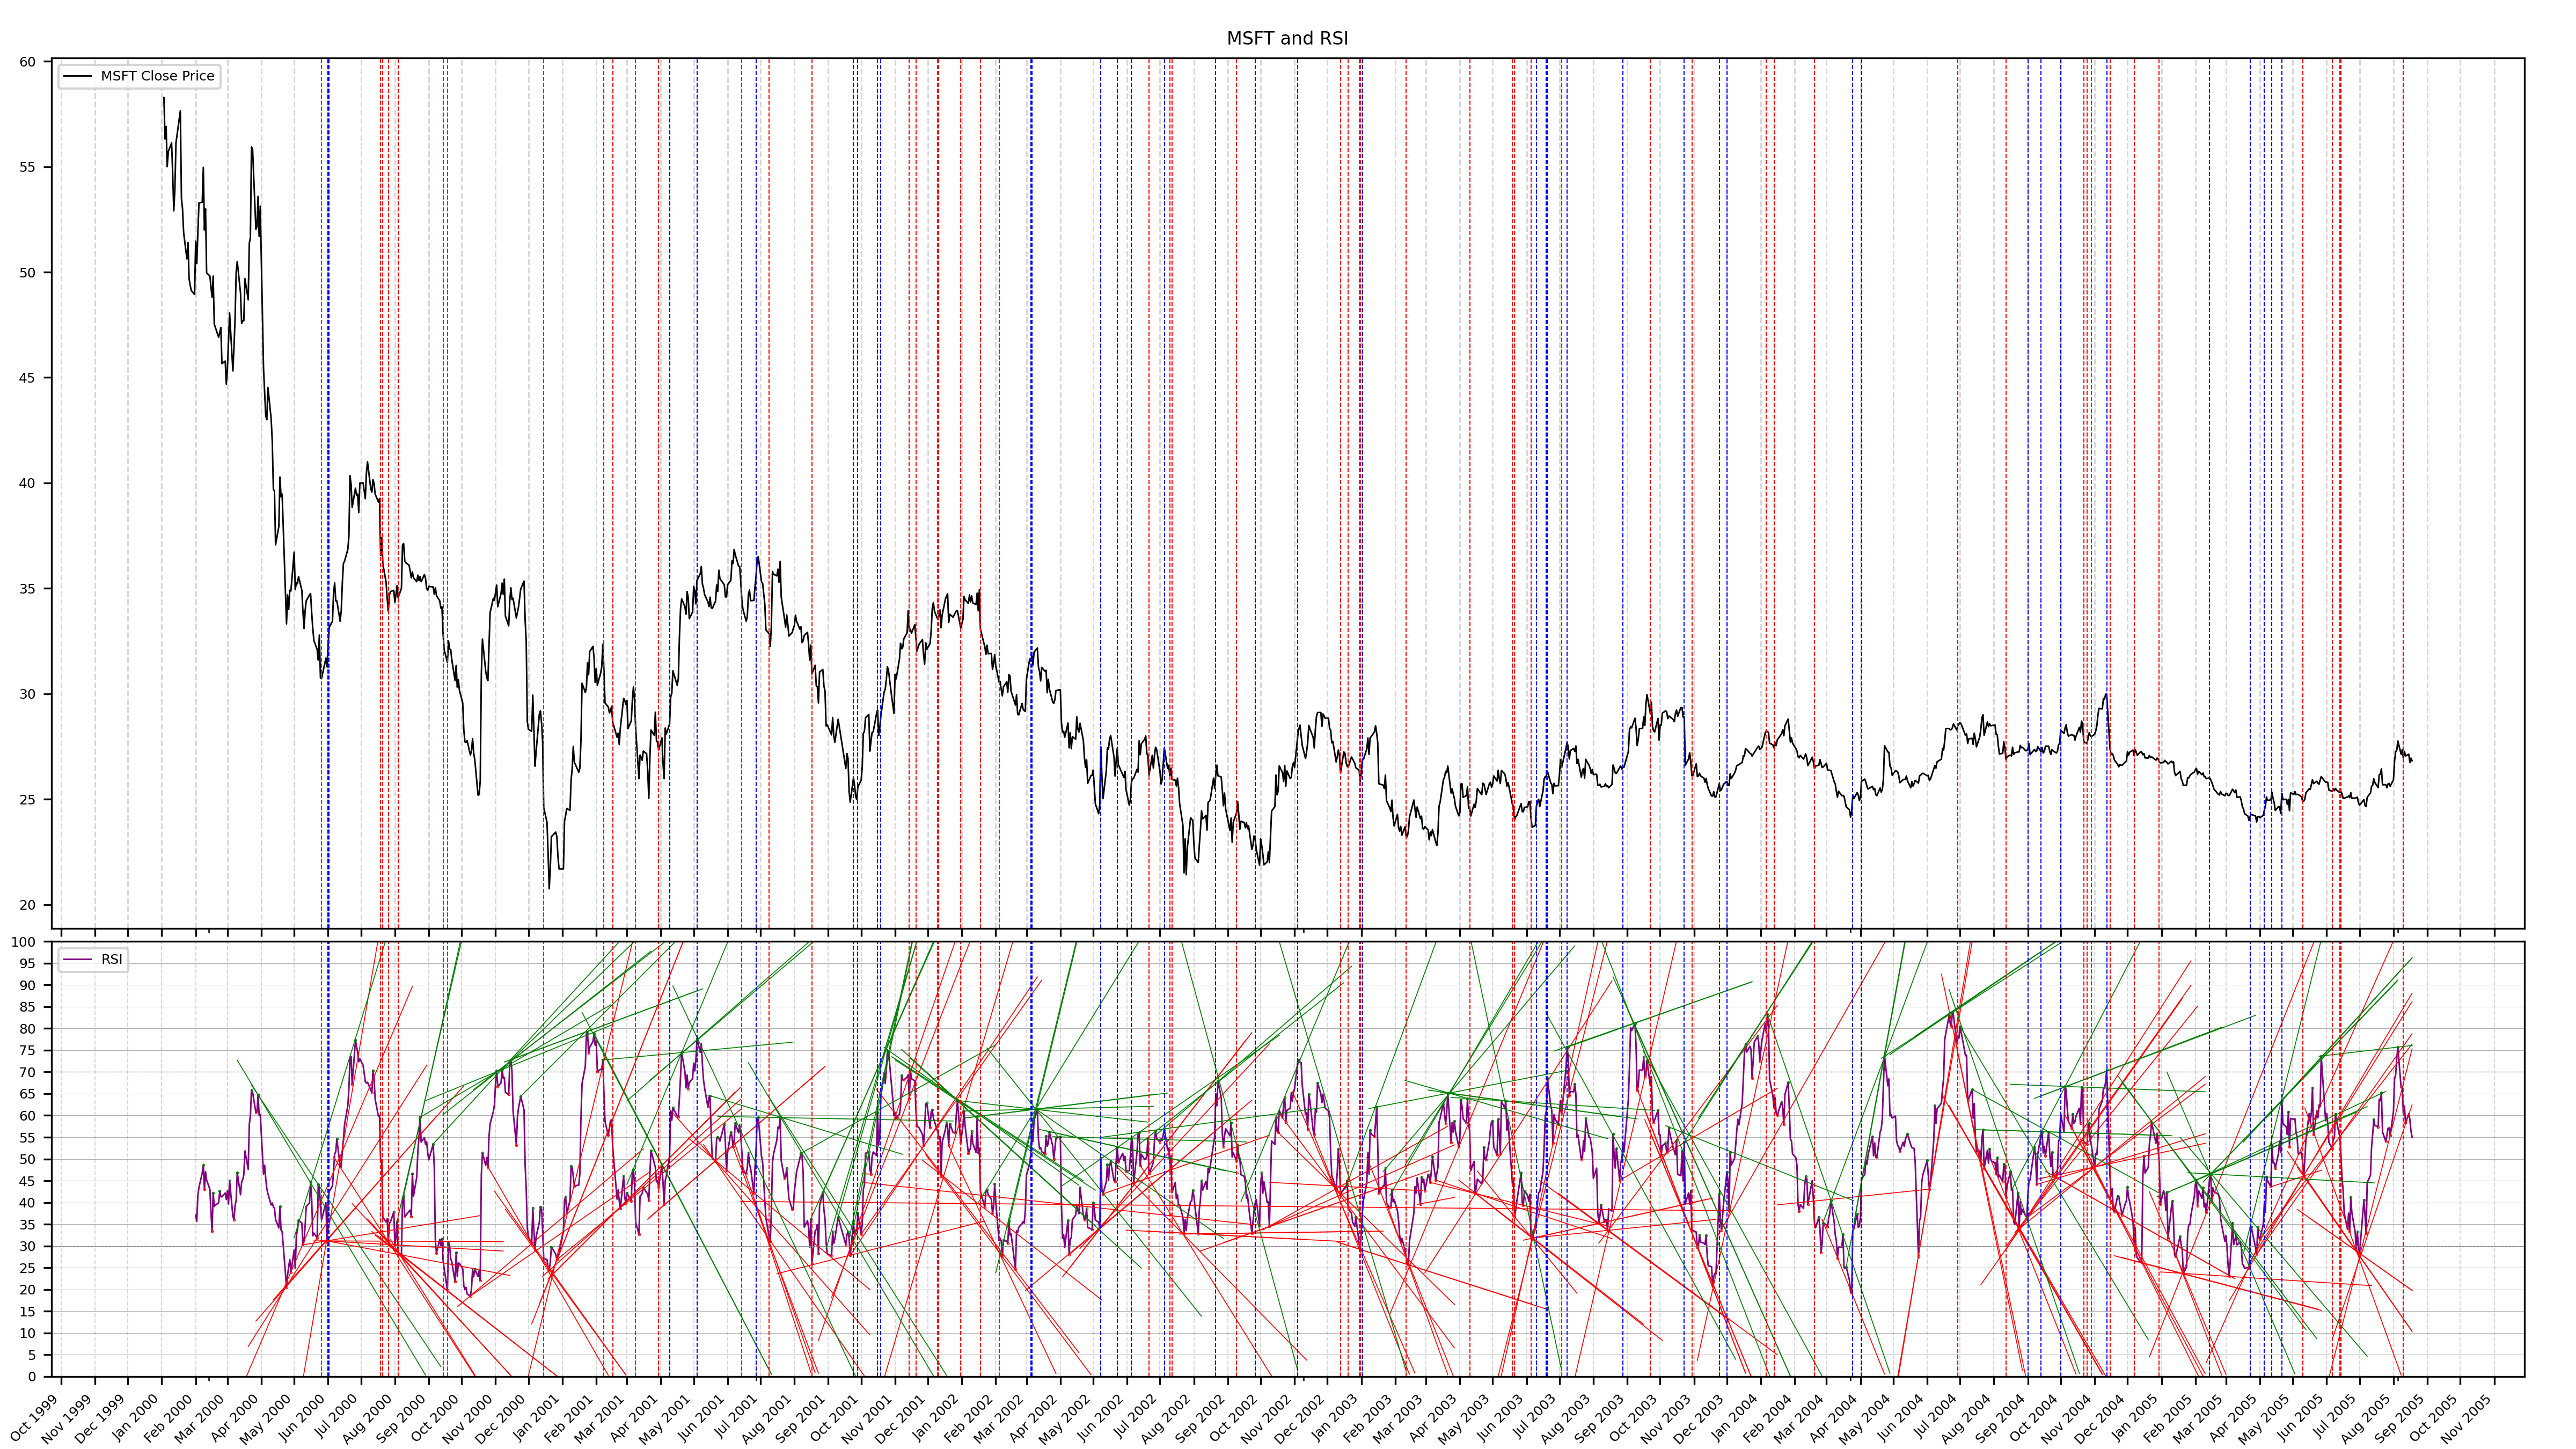 MSFT and RSI
MSFT Close Price
60
55
50
45
40
35
30
25
20
RSI
100
95
90
85
80
75
70
65
60
55
50
45
40
35
30
25
20
15
10
5
0
Oct 1999
Nov 1999
Dec 1999
Jan 2000
Feb 2000
Mar 2000
Apr 2000
May 2000
Jun 2000
Jul 2000
Aug 2000
Sep 2000
Oct 2000
Nov 2000
Dec 2000
Jan 2001
Feb 2001
Mar 2001
Apr 2001
May 2001
Jun 2001
Jul 2001
Aug 2001
Sep 2001
Oct 2001
Nov 2001
Dec 2001
Jan 2002
Feb 2002
Mar 2002
Apr 2002
May 2002
Jun 2002
Jul 2002
Aug 2002
Sep 2002
Oct 2002
Nov 2002
Dec 2002
Jan 2003
Feb 2003
Mar 2003
Apr 2003
May 2003
Jun 2003
Jul 2003
Aug 2003
Sep 2003
Oct 2003
Nov 2003
Dec 2003
Jan 2004
Feb 2004
Mar 2004
Apr 2004
May 2004
Jun 2004
Jul 2004
Aug 2004
Sep 2004
Oct 2004
Nov 2004
Dec 2004
Jan 2005
Feb 2005
Mar 2005
Apr 2005
May 2005
Jun 2005
Jul 2005
Aug 2005
Sep 2005
Oct 2005
Nov 2005